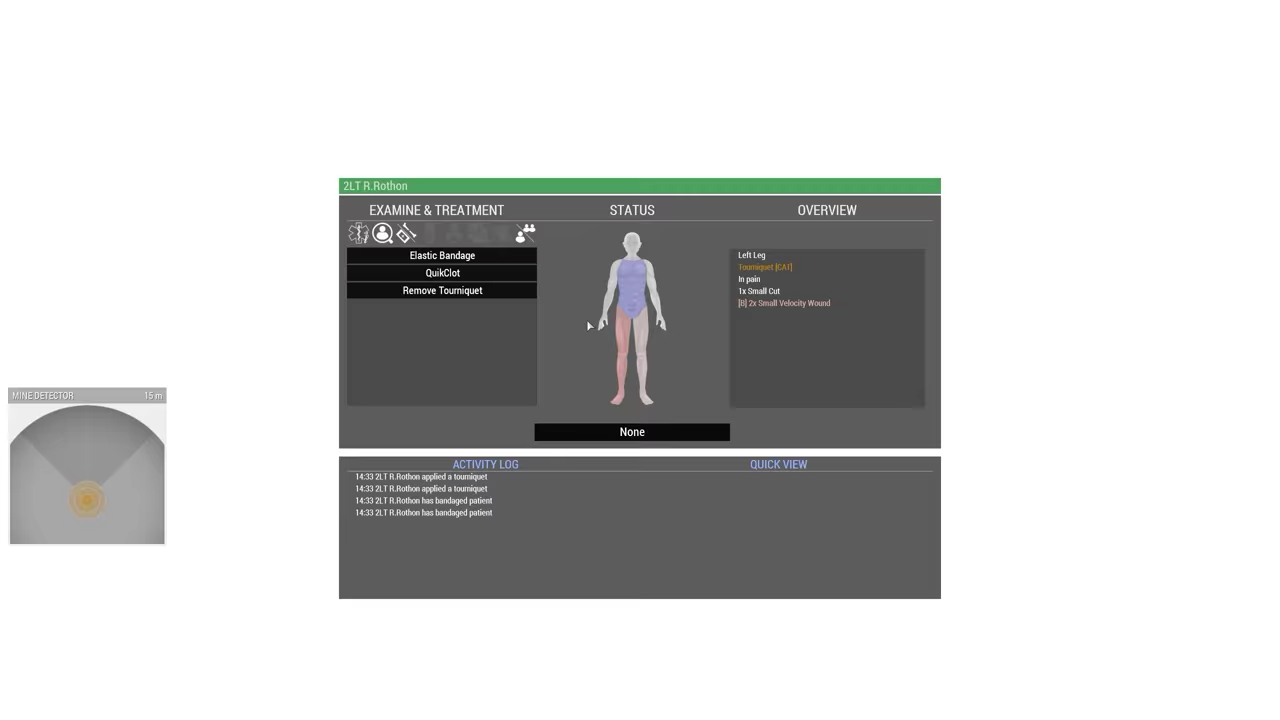 2LT R.Rothon
EXAMINE & TREATMENT
STATUS
OVERVIEW
Elastic Bandage
QuikClot
Remove Tourniquet
Left Leg
Tourniquet [CAT]
In pain
1x Small Cut
[B] 2x Small Velocity Wound
MINE DETECTOR 15 m
None
ACTIVITY LOG
QUICK VIEW
14:33 2LT R.Rothon applied a tourniquet
14:33 2LT R.Rothon applied a tourniquet
14:33 2LT R.Rothon has bandaged patient
14:33 2LT R.Rothon has bandaged patient